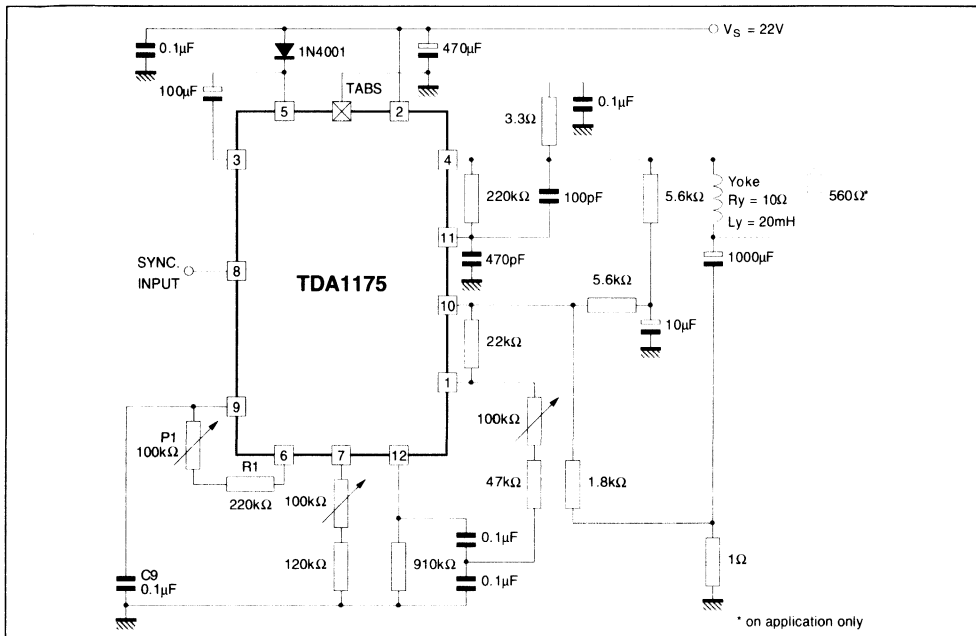 V_S = 22V
0.1µF
1N4001
470µF
100µF
TABS
5
2
3.3Ω
0.1µF
3
4
220kΩ
100pF
5.6kΩ
Yoke
Ry = 10Ω
Ly = 20mH
560Ω*
11
SYNC.
INPUT
8
TDA1175
470pF
1000µF
5.6kΩ
10
22kΩ
10µF
1
9
P1
100kΩ
R1
220kΩ
6
7
12
100kΩ
100kΩ
47kΩ
1.8kΩ
120kΩ
910kΩ
0.1µF
0.1µF
1Ω
C9
0.1µF
* on application only